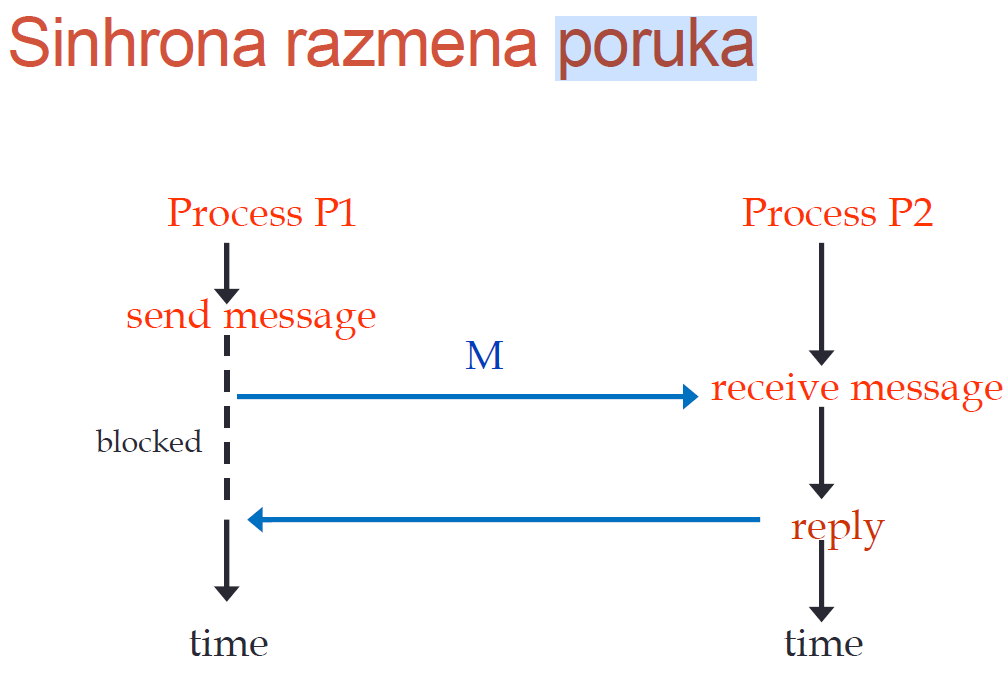 Sinhrona razmena poruka
Process P1
Process P2
send message
M
receive message
blocked
reply
time
time